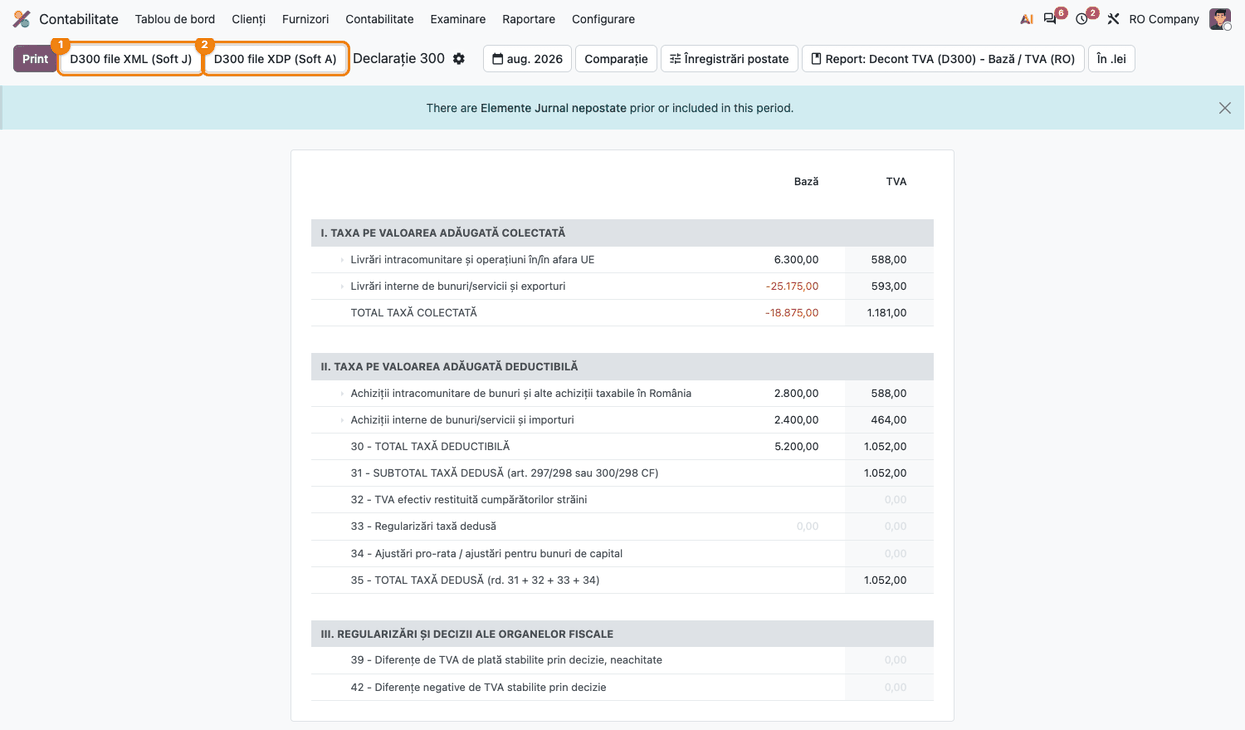 Contabilitate Tablou de bord Clienți Furnizori Contabilitate Examinare Raportare Configurare AI 6 2 RO Company
1 2
Print D300 file XML (Soft J) D300 file XDP (Soft A) Declarație 300 aug. 2026 Comparație Înregistrări postate Report: Decont TVA (D300) - Bază / TVA (RO) În .lei
There are Elemente Jurnal nepostate prior or included in this period.
Bază TVA
I. TAXA PE VALOAREA ADĂUGATĂ COLECTATĂ
Livrări intracomunitare și operațiuni în/în afara UE 6.300,00 588,00
Livrări interne de bunuri/servicii și exporturi -25.175,00 593,00
TOTAL TAXĂ COLECTATĂ -18.875,00 1.181,00
II. TAXA PE VALOAREA ADĂUGATĂ DEDUCTIBILĂ
Achiziții intracomunitare de bunuri și alte achiziții taxabile în România 2.800,00 588,00
Achiziții interne de bunuri/servicii și importuri 2.400,00 464,00
30 - TOTAL TAXĂ DEDUCTIBILĂ 5.200,00 1.052,00
31 - SUBTOTAL TAXĂ DEDUSĂ (art. 297/298 sau 300/298 CF) 1.052,00
32 - TVA efectiv restituită cumpărătorilor străini 0,00
33 - Regularizări taxă dedusă 0,00 0,00
34 - Ajustări pro-rata / ajustări pentru bunuri de capital 0,00
35 - TOTAL TAXĂ DEDUSĂ (rd. 31 + 32 + 33 + 34) 1.052,00
III. REGULARIZĂRI ȘI DECIZII ALE ORGANELOR FISCALE
39 - Diferențe de TVA de plată stabilite prin decizie, neachitate 0,00
42 - Diferențe negative de TVA stabilite prin decizie 0,00